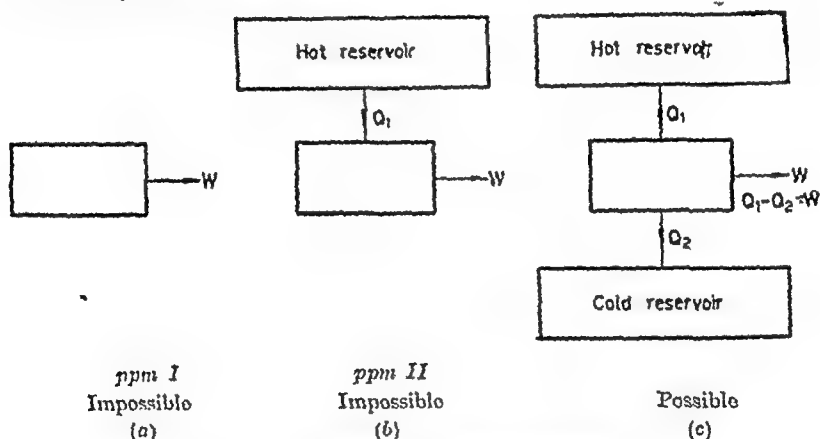 Hot reservoir
Q₁
W
W
Hot reservoir
Q₁
W
Q₁-Q₂=W
Q₂
Cold reservoir
ppm I
Impossible
(a)
ppm II
Impossible
(b)
Possible
(c)